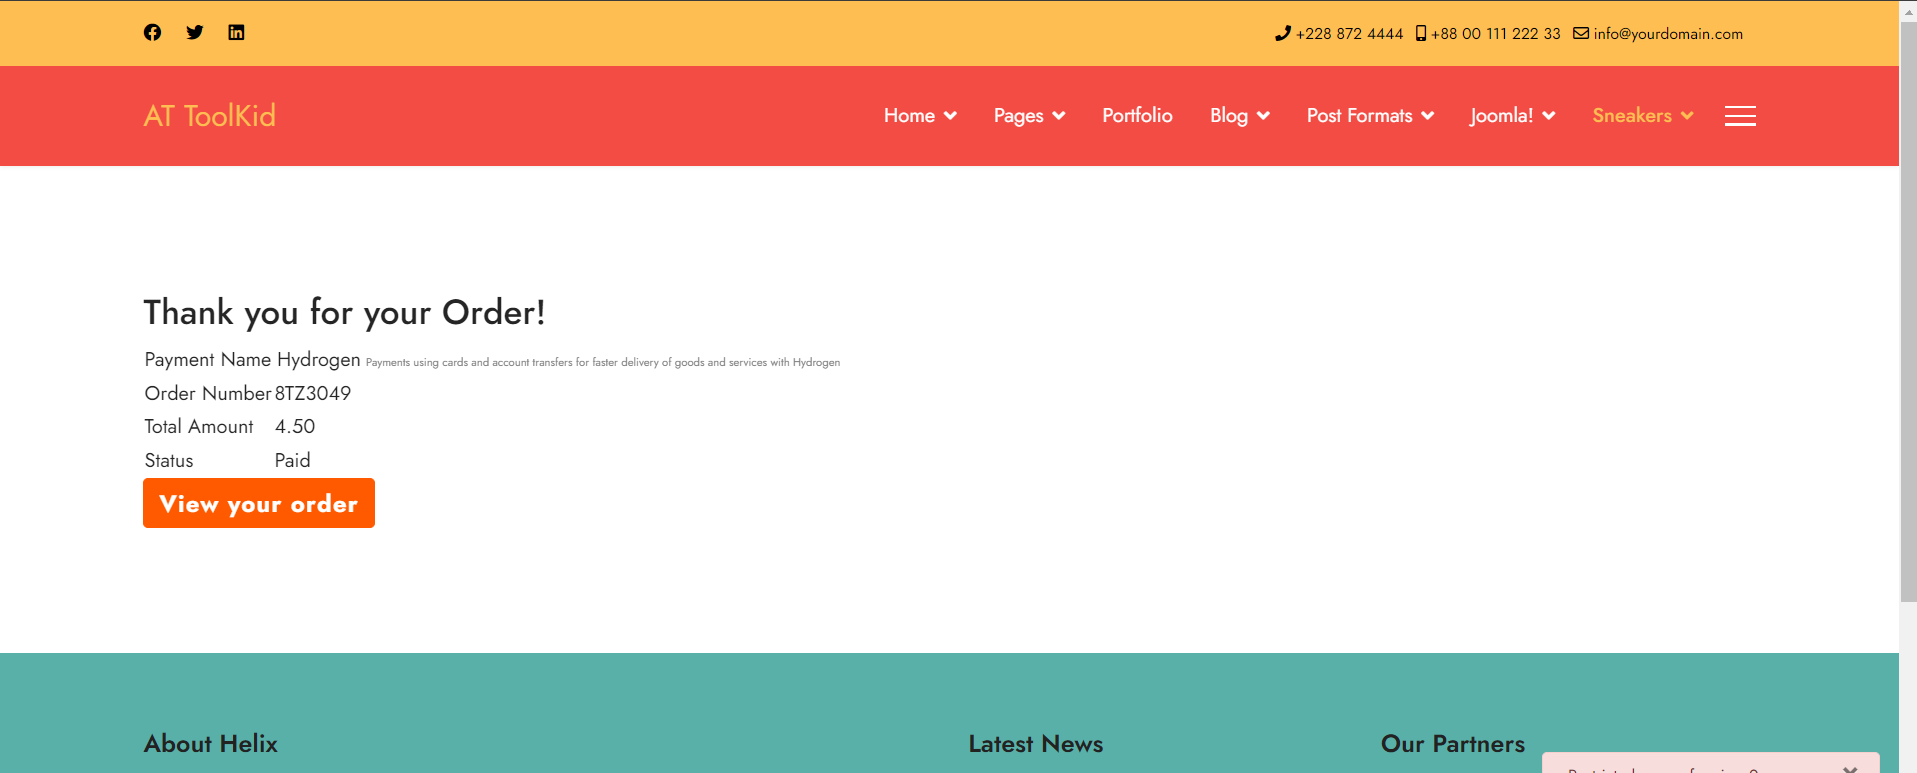 +228 872 4444 +88 00 111 222 33 info@yourdomain.com
AT ToolKid Home Pages Portfolio Blog Post Formats Joomla! Sneakers
Thank you for your Order!
Payment Name Hydrogen Payments using cards and account transfers for faster delivery of goods and services with Hydrogen
Order Number 8TZ3049
Total Amount 4.50
Status Paid
View your order
About Helix Latest News Our Partners